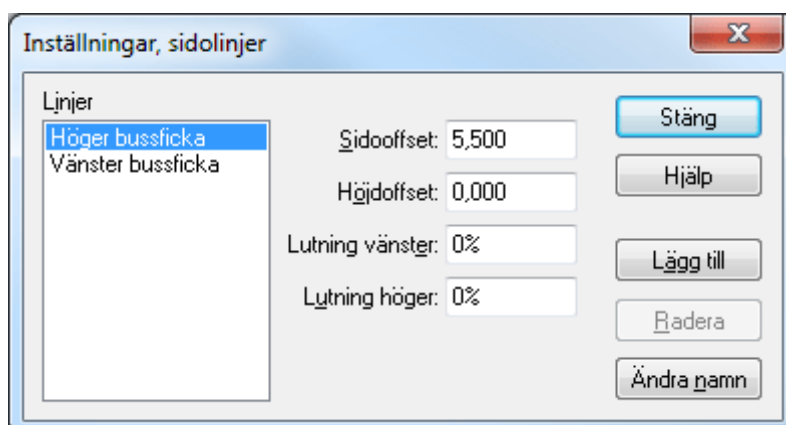 Inställningar, sidolinjer
Linjer
Höger bussficka
Vänster bussficka
Sidooffset: 5,500
Höjdoffset: 0,000
Lutning vänster: 0%
Lutning höger: 0%
Stäng
Hjälp
Lägg till
Radera
Ändra namn